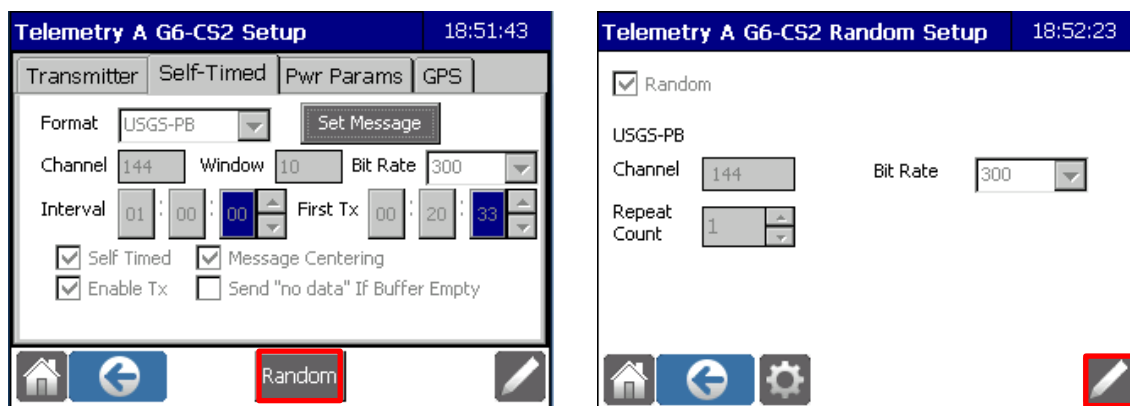 Telemetry A G6-CS2 Setup 18:51:43
Transmitter Self-Timed Pwr Params GPS
Format USGS-PB Set Message
Channel 144 Window 10 Bit Rate 300
Interval 01 : 00 : 00 First Tx 00 : 20 : 33
Self Timed Message Centering
Enable Tx Send "no data" If Buffer Empty
Random
Telemetry A G6-CS2 Random Setup 18:52:23
Random
USGS-PB
Channel 144 Bit Rate 300
Repeat
Count 1